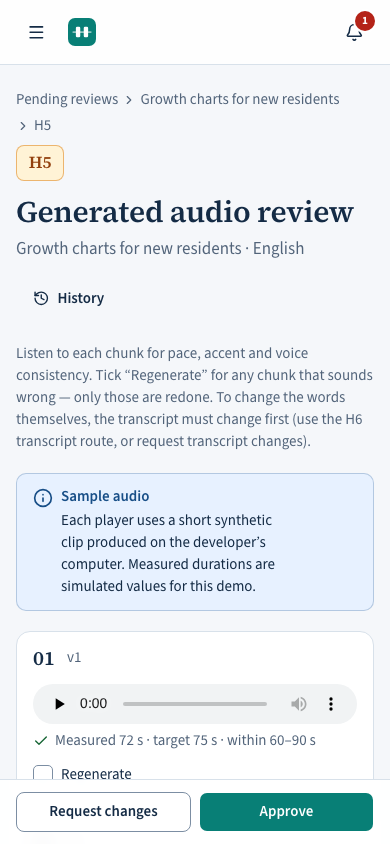 1
Pending reviews > Growth charts for new residents
> H5
H5
Generated audio review
Growth charts for new residents · English
History
Listen to each chunk for pace, accent and voice
consistency. Tick “Regenerate” for any chunk that sounds
wrong — only those are redone. To change the words
themselves, the transcript must change first (use the H6
transcript route, or request transcript changes).
Sample audio
Each player uses a short synthetic
clip produced on the developer’s
computer. Measured durations are
simulated values for this demo.
01 v1
0:00
Measured 72 s · target 75 s · within 60–90 s
Regenerate
Request changes Approve